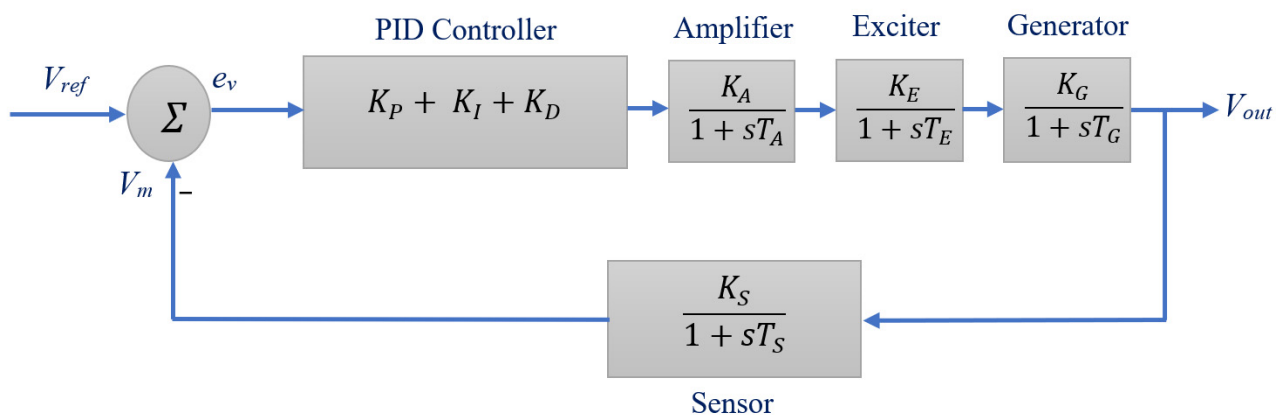 PID Controller
Amplifier
Exciter
Generator
V_ref
Σ
e_v
K_P + K_I + K_D
K_A
1 + sT_A
K_E
1 + sT_E
K_G
1 + sT_G
V_out
V_m
−
K_S
1 + sT_S
Sensor